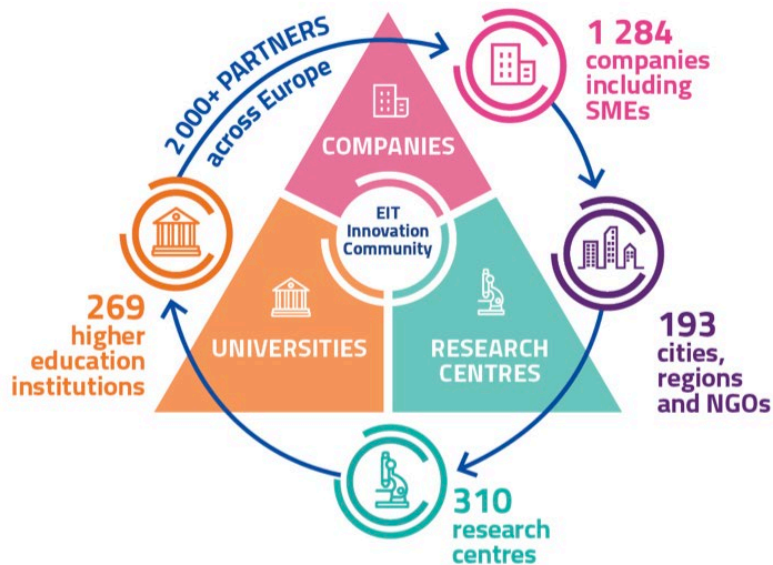 2 000+ PARTNERS
across Europe
1 284
companies
including
SMEs
COMPANIES
EIT
Innovation
Community
UNIVERSITIES
RESEARCH
CENTRES
193
cities,
regions
and NGOs
269
higher
education
institutions
310
research
centres